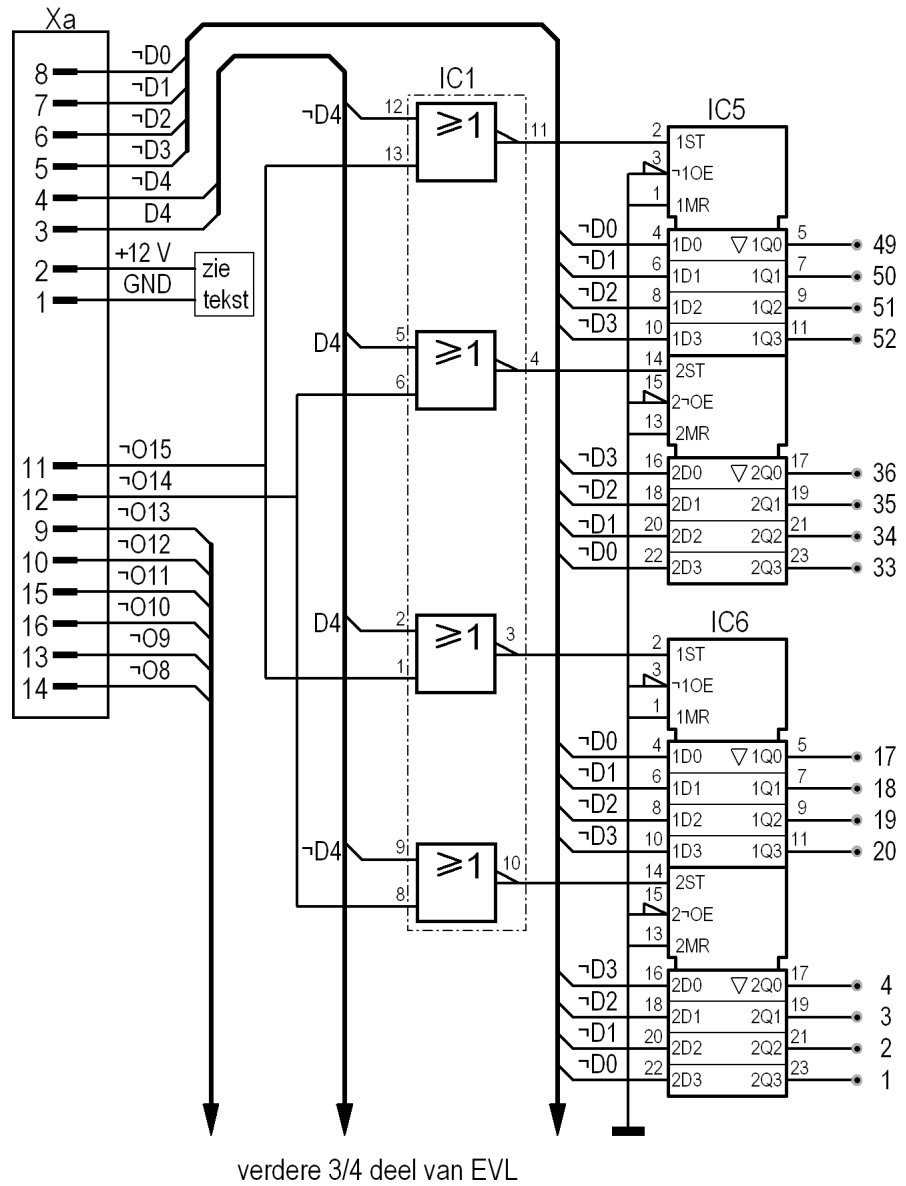 Xa
8 ¬D0
7 ¬D1
6 ¬D2
5 ¬D3
4 ¬D4
3 D4
2 +12 V
1 GND
zie
tekst
11 ¬O15
12 ¬O14
9 ¬O13
10 ¬O12
15 ¬O11
16 ¬O10
13 ¬O9
14 ¬O8
IC1
¬D4 12 ≥1 11
13
D4 5 ≥1 4
6
D4 2 ≥1 3
1
¬D4 9 ≥1 10
8
IC5
2 1ST
3 ¬1OE
1 1MR
¬D0 4 1D0 ▽ 1Q0 5 49
¬D1 6 1D1 1Q1 7 50
¬D2 8 1D2 1Q2 9 51
¬D3 10 1D3 1Q3 11 52
14 2ST
15 2¬OE
13 2MR
¬D3 16 2D0 ▽ 2Q0 17 36
¬D2 18 2D1 2Q1 19 35
¬D1 20 2D2 2Q2 21 34
¬D0 22 2D3 2Q3 23 33
IC6
2 1ST
3 ¬1OE
1 1MR
¬D0 4 1D0 ▽ 1Q0 5 17
¬D1 6 1D1 1Q1 7 18
¬D2 8 1D2 1Q2 9 19
¬D3 10 1D3 1Q3 11 20
14 2ST
15 2¬OE
13 2MR
¬D3 16 2D0 ▽ 2Q0 17 4
¬D2 18 2D1 2Q1 19 3
¬D1 20 2D2 2Q2 21 2
¬D0 22 2D3 2Q3 23 1
verdere 3/4 deel van EVL